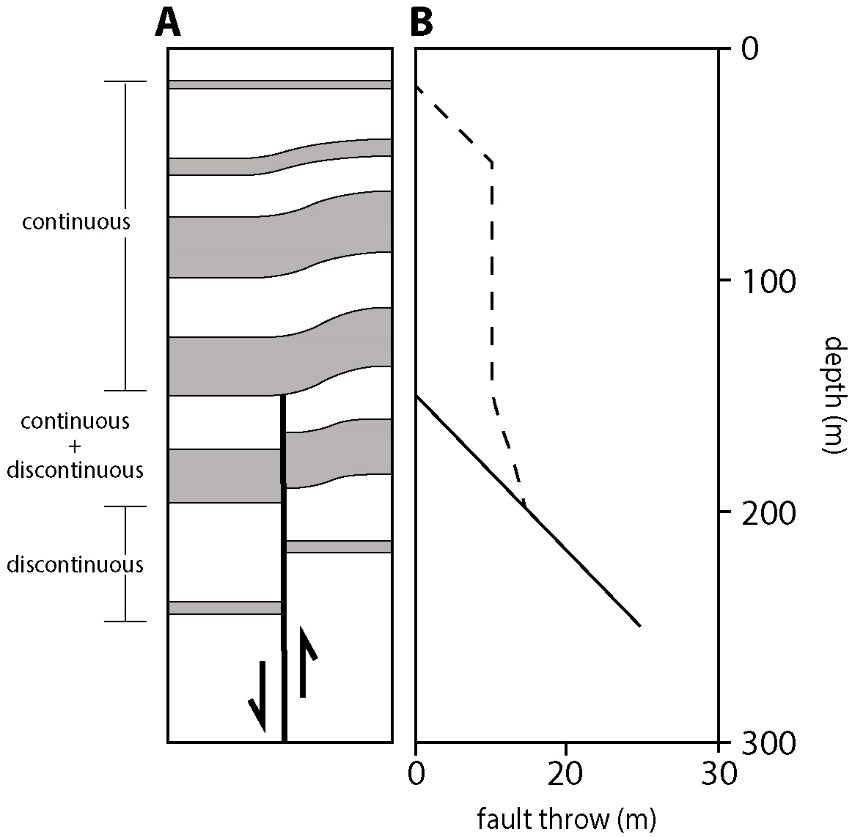 A
B
continuous
continuous
+
discontinuous
discontinuous
0
100
200
300
depth (m)
0
20
30
fault throw (m)